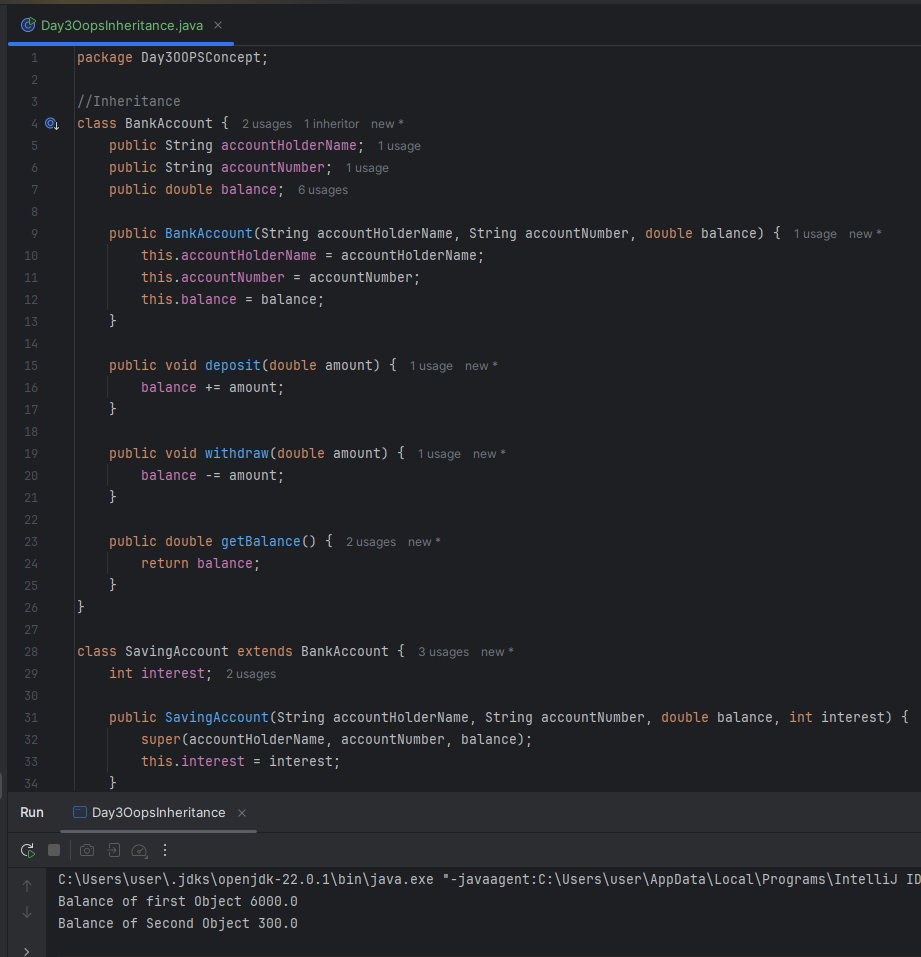 Day3OopsInheritance.java ×
1 package Day3OOPSConcept;
2
3 //Inheritance
4 class BankAccount { 2 usages 1 inheritor new *
5 public String accountHolderName; 1 usage
6 public String accountNumber; 1 usage
7 public double balance; 6 usages
8
9 public BankAccount(String accountHolderName, String accountNumber, double balance) { 1 usage new *
10 this.accountHolderName = accountHolderName;
11 this.accountNumber = accountNumber;
12 this.balance = balance;
13 }
14
15 public void deposit(double amount) { 1 usage new *
16 balance += amount;
17 }
18
19 public void withdraw(double amount) { 1 usage new *
20 balance -= amount;
21 }
22
23 public double getBalance() { 2 usages new *
24 return balance;
25 }
26 }
27
28 class SavingAccount extends BankAccount { 3 usages new *
29 int interest; 2 usages
30
31 public SavingAccount(String accountHolderName, String accountNumber, double balance, int interest) {
32 super(accountHolderName, accountNumber, balance);
33 this.interest = interest;
34 }
Run Day3OopsInheritance ×
C:\Users\user\.jdks\openjdk-22.0.1\bin\java.exe "-javaagent:C:\Users\user\AppData\Local\Programs\IntelliJ ID
Balance of first Object 6000.0
Balance of Second Object 300.0